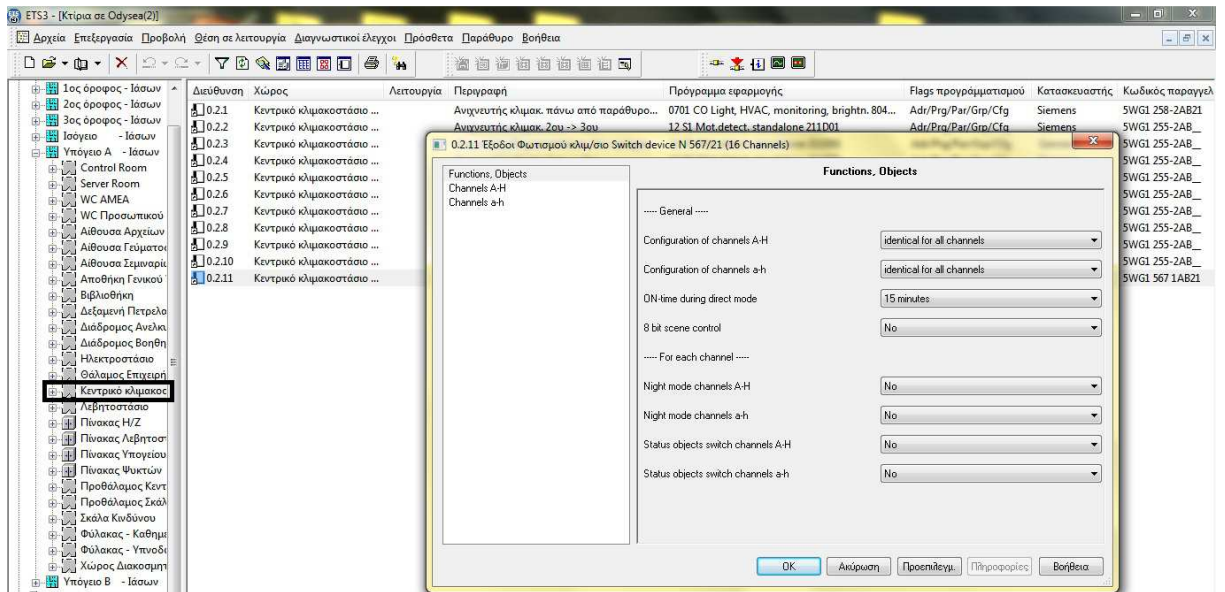 ETS3 - [Κτίρια σε Odysea(2)]
Αρχεία Επεξεργασία Προβολή Θέση σε λειτουργία Διαγνωστικοί έλεγχοι Πρόσθετα Παράθυρο Βοήθεια
1ος όροφος - Ιάσων
2ος όροφος - Ιάσων
3ος όροφος - Ιάσων
Ισόγειο - Ιάσων
Υπόγειο Α - Ιάσων
Control Room
Server Room
WC ΑΜΕΑ
WC Προσωπικού
Αίθουσα Αρχείων
Αίθουσα Γεύματο
Αίθουσα Σεμιναρί
Αποθήκη Γενικού
Βιβλιοθήκη
Δεξαμενή Πετρελα
Διάδρομος Ανελκυ
Διάδρομος Βοηθη
Ηλεκτροστάσιο
Θάλαμος Επιχειρή
Κεντρικό κλιμακοσ
Λεβητοστάσιο
Πίνακας Η/Ζ
Πίνακας Λεβητοστ
Πίνακας Υπογείου
Πίνακας Ψυκτών
Προθάλαμος Κεντ
Προθάλαμος Σκάλ
Σκάλα Κινδύνου
Φύλακας - Καθημε
Φύλακας - Υπνοδω
Χώρος Διακοσμητ
Υπόγειο Β - Ιάσων
Διεύθυνση Χώρος Λειτουργία Περιγραφή Πρόγραμμα εφαρμογής Flags προγράμματισμού Κατασκευαστής Κωδικός παραγγελ
0.2.1 Κεντρικό κλιμακοστάσιο ... Ανιχνευτής κλιμακ. πάνω από παράθυρο... 0701 CO Light, HVAC, monitoring, brightn. 804... Adr/Prg/Par/Grp/Cfg Siemens 5WG1 258-2AB21
0.2.2 Κεντρικό κλιμακοστάσιο ... Ανιχνευτής κλιμακ. 2ου -> 3ου 12 S1 Mot.detect. standalone 211D01 Adr/Prg/Par/Grp/Cfg Siemens 5WG1 255-2AB_
0.2.3 Κεντρικό κλιμακοστάσιο ... 5WG1 255-2AB_
0.2.4 Κεντρικό κλιμακοστάσιο ... 5WG1 255-2AB_
0.2.5 Κεντρικό κλιμακοστάσιο ... 5WG1 255-2AB_
0.2.6 Κεντρικό κλιμακοστάσιο ... 5WG1 255-2AB_
0.2.7 Κεντρικό κλιμακοστάσιο ... 5WG1 255-2AB_
0.2.8 Κεντρικό κλιμακοστάσιο ... 5WG1 255-2AB_
0.2.9 Κεντρικό κλιμακοστάσιο ... 5WG1 255-2AB_
0.2.10 Κεντρικό κλιμακοστάσιο ... 5WG1 255-2AB_
0.2.11 Κεντρικό κλιμακοστάσιο ... 5WG1 567 1AB21
0.2.11 Έξοδοι Φωτισμού κλιμ/σιο Switch device N 567/21 (16 Channels)
Functions, Objects
Channels A-H
Channels a-h
Functions, Objects
----- General -----
Configuration of channels A-H identical for all channels
Configuration of channels a-h identical for all channels
ON-time during direct mode 15 minutes
8 bit scene control No
----- For each channel -----
Night mode channels A-H No
Night mode channels a-h No
Status objects switch channels A-H No
Status objects switch channels a-h No
OK Ακύρωση Προεπιλεγμ. Πληροφορίες Βοήθεια